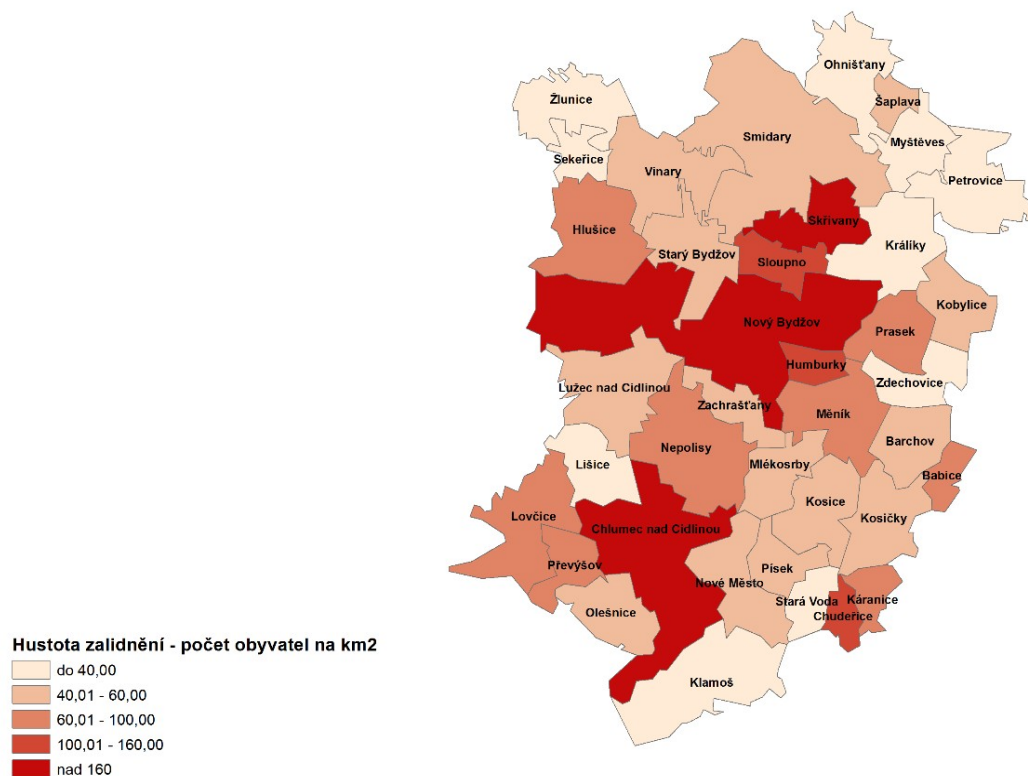 Ohnišťany
Žlunice
Šaplava
Smidary
Myštěves
Sekeřice
Vinary
Petrovice
Skřivany
Hlušice
Králíky
Starý Bydžov
Sloupno
Kobylice
Nový Bydžov
Prasek
Humburky
Zdechovice
Lužec nad Cidlinou
Zachrašťany
Měník
Barchov
Nepolisy
Lišice
Mlékosrby
Babice
Kosice
Lovčice
Kosičky
Chlumec nad Cidlinou
Převýšov
Písek
Nové Město
Stará Voda
Káranice
Olešnice
Chudeřice
Klamoš
Hustota zalidnění - počet obyvatel na km2
do 40,00
40,01 - 60,00
60,01 - 100,00
100,01 - 160,00
nad 160